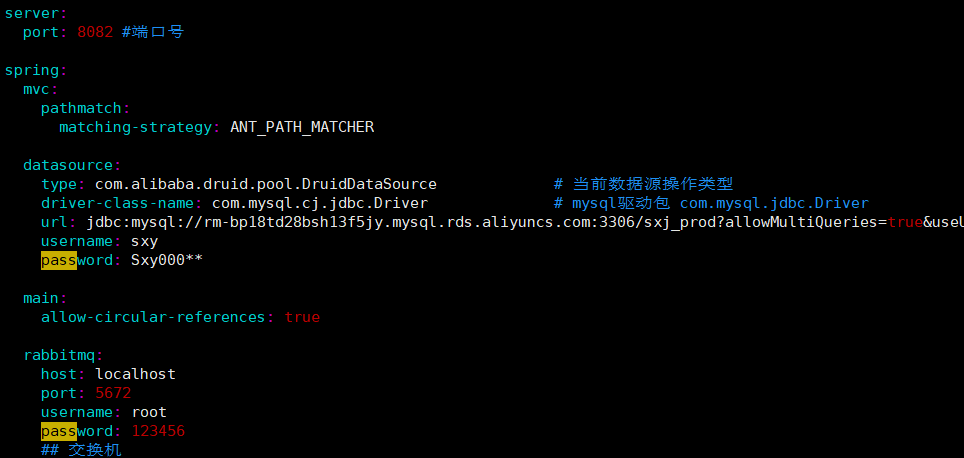 server:
  port: 8082 #端口号
spring:
  mvc:
    pathmatch:
      matching-strategy: ANT_PATH_MATCHER
  datasource:
    type: com.alibaba.druid.pool.DruidDataSource             # 当前数据源操作类型
    driver-class-name: com.mysql.cj.jdbc.Driver              # mysql驱动包 com.mysql.jdbc.Driver
    url: jdbc:mysql://rm-bp18td28bsh13f5jy.mysql.rds.aliyuncs.com:3306/sxj_prod?allowMultiQueries=true&useU
    username: sxy
    password: Sxy000**
  main:
    allow-circular-references: true
  rabbitmq:
    host: localhost
    port: 5672
    username: root
    password: 123456
    ## 交换机